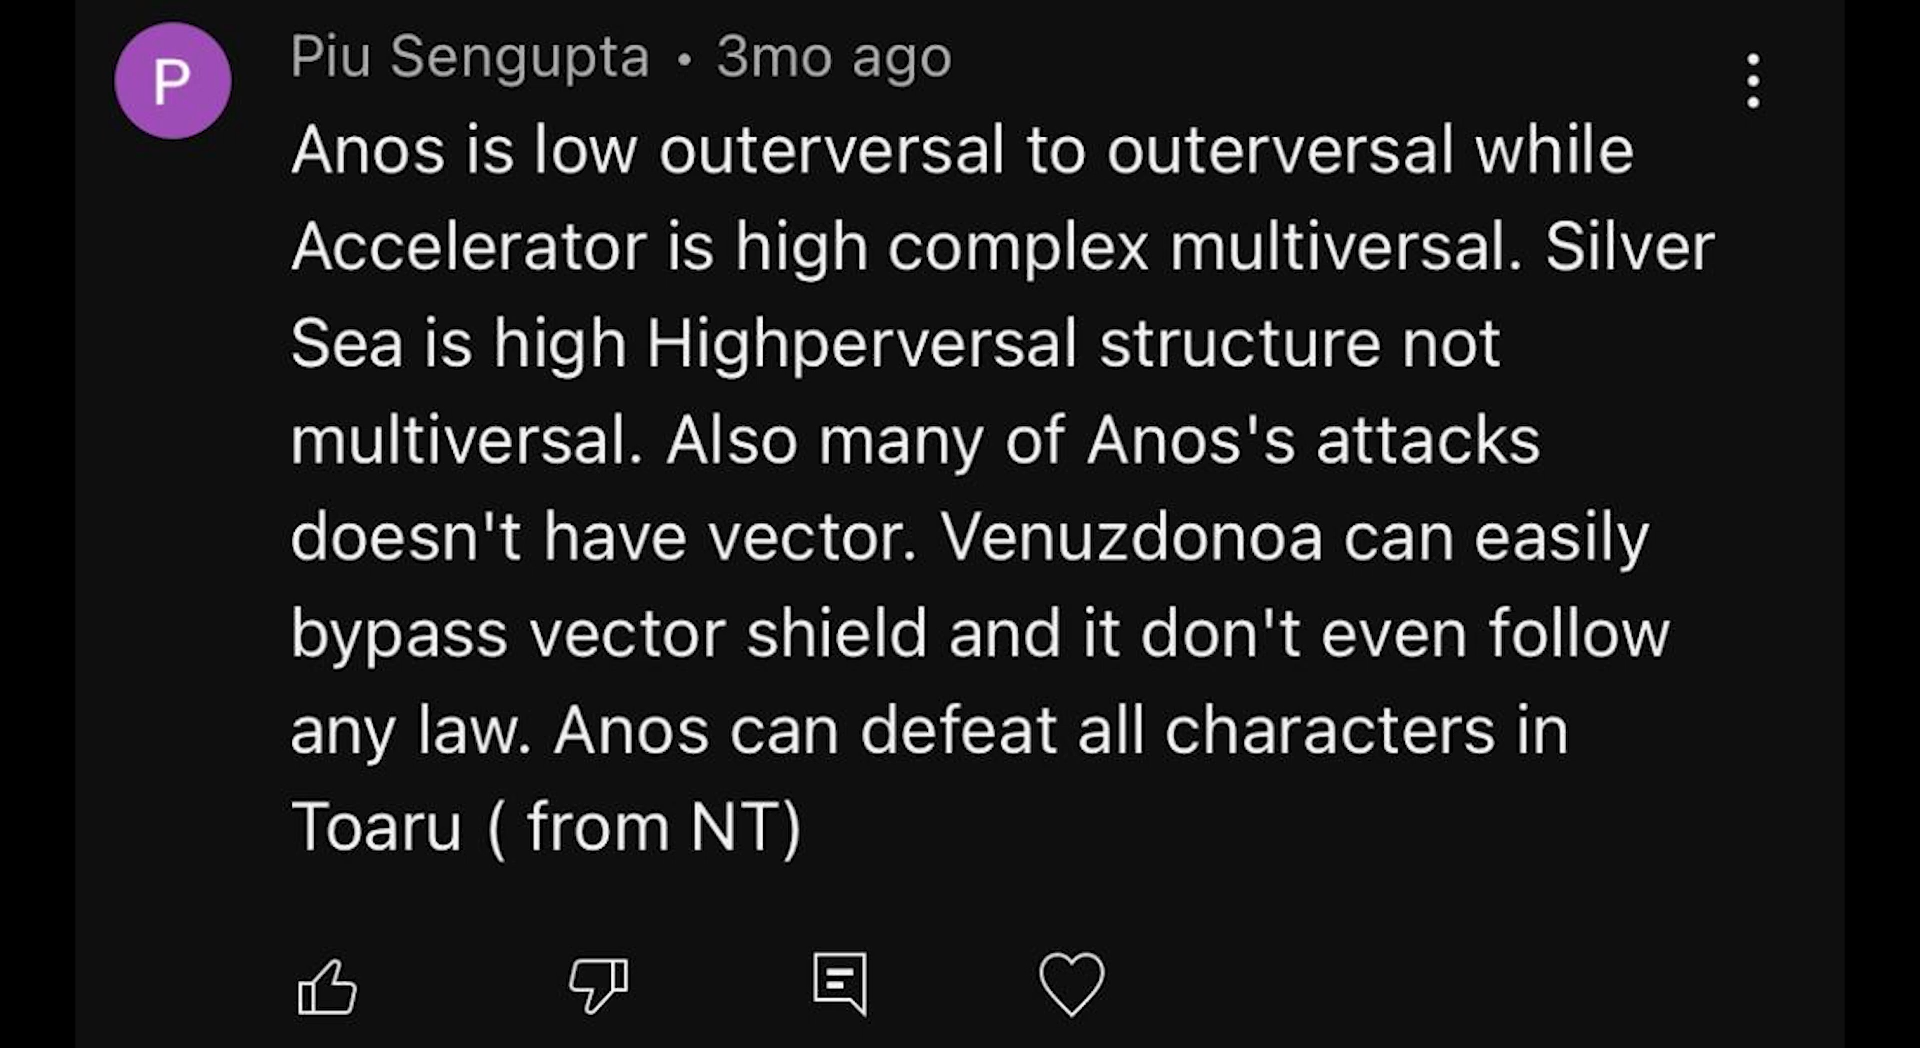 P
Piu Sengupta • 3mo ago
Anos is low outerversal to outerversal while
Accelerator is high complex multiversal. Silver
Sea is high Highperversal structure not
multiversal. Also many of Anos's attacks
doesn't have vector. Venuzdonoa can easily
bypass vector shield and it don't even follow
any law. Anos can defeat all characters in
Toaru ( from NT)